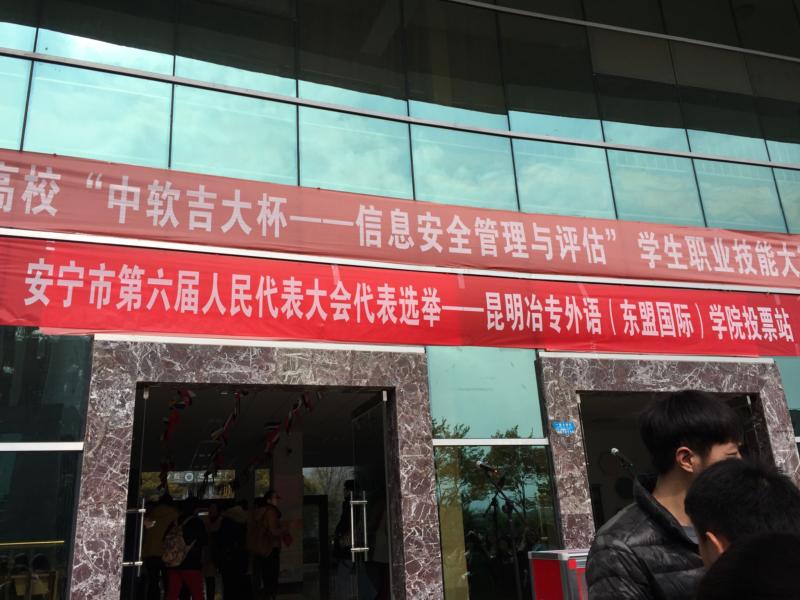 高校“中软吉大杯——信息安全管理与评估”学生职业技能大
安宁市第六届人民代表大会代表选举——昆明冶专外语（东盟国际）学院投票站